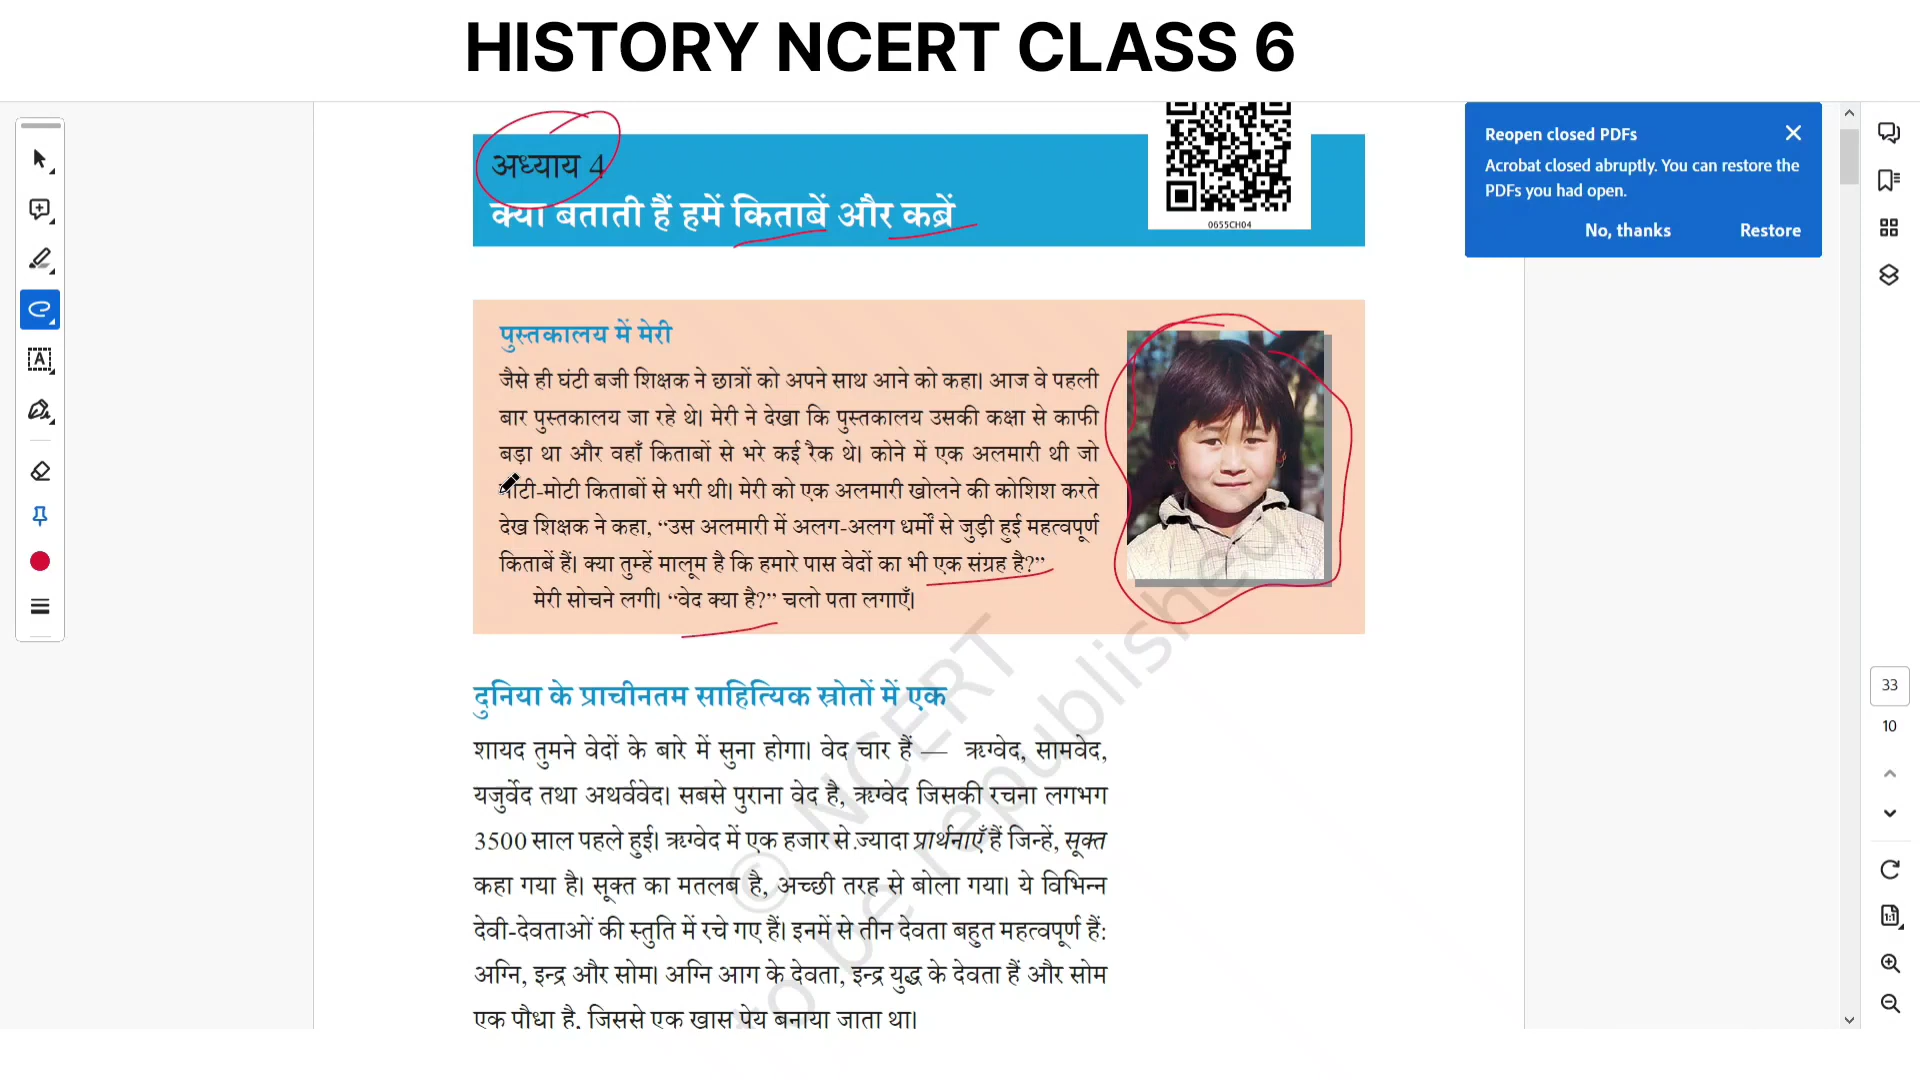 HISTORY NCERT CLASS 6
अध्याय 4
क्या बताती हैं हमें किताबें और कब्रें
0655CH04
Reopen closed PDFs
Acrobat closed abruptly. You can restore the
PDFs you had open.
No, thanks Restore
पुस्तकालय में मेरी
जैसे ही घंटी बजी शिक्षक ने छात्रों को अपने साथ आने को कहा। आज वे पहली
बार पुस्तकालय जा रहे थे। मेरी ने देखा कि पुस्तकालय उसकी कक्षा से काफी
बड़ा था और वहाँ किताबों से भरे कई रैक थे। कोने में एक अलमारी थी जो
मोटी-मोटी किताबों से भरी थी। मेरी को एक अलमारी खोलने की कोशिश करते
देख शिक्षक ने कहा, “उस अलमारी में अलग-अलग धर्मों से जुड़ी हुई महत्वपूर्ण
किताबें हैं। क्या तुम्हें मालूम है कि हमारे पास वेदों का भी एक संग्रह है?”
मेरी सोचने लगी। “वेद क्या है?” चलो पता लगाएँ।
दुनिया के प्राचीनतम साहित्यिक स्रोतों में एक
शायद तुमने वेदों के बारे में सुना होगा। वेद चार हैं — ऋग्वेद, सामवेद,
यजुर्वेद तथा अथर्ववेद। सबसे पुराना वेद है, ऋग्वेद जिसकी रचना लगभग
3500 साल पहले हुई। ऋग्वेद में एक हजार से ज्यादा प्रार्थनाएँ हैं जिन्हें, सूक्त
कहा गया है। सूक्त का मतलब है, अच्छी तरह से बोला गया। ये विभिन्न
देवी-देवताओं की स्तुति में रचे गए हैं। इनमें से तीन देवता बहुत महत्वपूर्ण हैं:
अग्नि, इन्द्र और सोम। अग्नि आग के देवता, इन्द्र युद्ध के देवता हैं और सोम
एक पौधा है, जिससे एक खास पेय बनाया जाता था।
© NCERT
to be republished
33
10